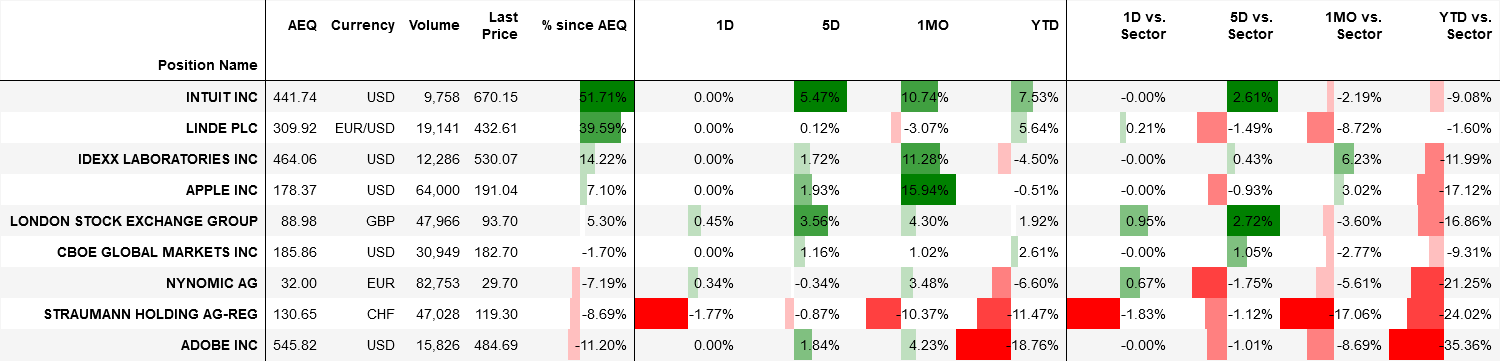 Position Name AEQ Currency Volume Last Price % since AEQ 1D 5D 1MO YTD 1D vs. Sector 5D vs. Sector 1MO vs. Sector YTD vs. Sector
INTUIT INC 441.74 USD 9,758 670.15 51.71% 0.00% 5.47% 10.74% 7.53% -0.00% 2.61% -2.19% -9.08%
LINDE PLC 309.92 EUR/USD 19,141 432.61 39.59% 0.00% 0.12% -3.07% 5.64% 0.21% -1.49% -8.72% -1.60%
IDEXX LABORATORIES INC 464.06 USD 12,286 530.07 14.22% 0.00% 1.72% 11.28% -4.50% -0.00% 0.43% 6.23% -11.99%
APPLE INC 178.37 USD 64,000 191.04 7.10% 0.00% 1.93% 15.94% -0.51% -0.00% -0.93% 3.02% -17.12%
LONDON STOCK EXCHANGE GROUP 88.98 GBP 47,966 93.70 5.30% 0.45% 3.56% 4.30% 1.92% 0.95% 2.72% -3.60% -16.86%
CBOE GLOBAL MARKETS INC 185.86 USD 30,949 182.70 -1.70% 0.00% 1.16% 1.02% 2.61% -0.00% 1.05% -2.77% -9.31%
NYNOMIC AG 32.00 EUR 82,753 29.70 -7.19% 0.34% -0.34% 3.48% -6.60% 0.67% -1.75% -5.61% -21.25%
STRAUMANN HOLDING AG-REG 130.65 CHF 47,028 119.30 -8.69% -1.77% -0.87% -10.37% -11.47% -1.83% -1.12% -17.06% -24.02%
ADOBE INC 545.82 USD 15,826 484.69 -11.20% 0.00% 1.84% 4.23% -18.76% -0.00% -1.01% -8.69% -35.36%